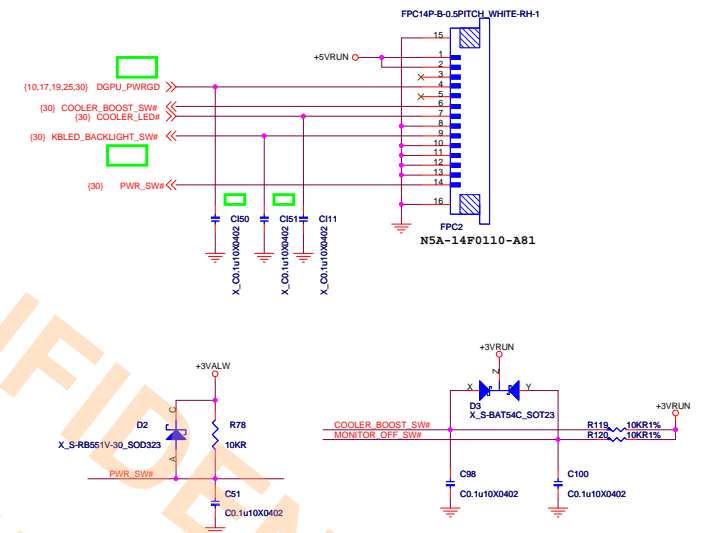 FPC14P-B-0.5PITCH_WHITE-RH-1
15
+5VRUN
1
2
3
{10,17,19,25,30} DGPU_PWRGD
4
5
{30} COOLER_BOOST_SW#
6
{30} COOLER_LED#
7
8
{30} KBLED_BACKLIGHT_SW#
9
10
11
12
13
{30} PWR_SW#
14
16
FPC2
N5A-14F0110-A81
CI50
X_C0.1u10X0402
CI51
X_C0.1u10X0402
CI11
X_C0.1u10X0402
+3VALW
D2
C
A
X_S-RB551V-30_SOD323
R78
10KR
PWR_SW#
C51
C0.1u10X0402
+3VRUN
X
Z
Y
D3
X_S-BAT54C_SOT23
+3VRUN
COOLER_BOOST_SW#
R119 10KR1%
MONITOR_OFF_SW#
R120 10KR1%
C98
C0.1u10X0402
C100
C0.1u10X0402